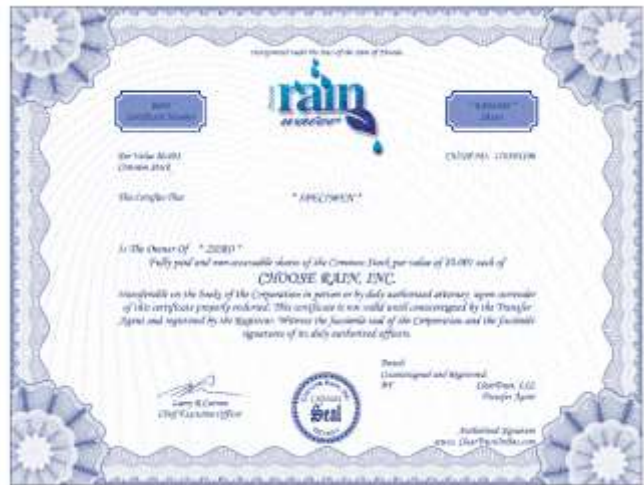 Incorporated under the laws of the State of Nevada
rain
water
Certificate Number
Shares
Par Value $0.001
Common Stock
CUSIP NO.
This Certifies That
* SPECIMEN *
Is The Owner Of * ZERO *
Fully paid and non-assessable shares of the Common Stock par value of $0.001 each of
CHOOSE RAIN, INC.
transferable on the books of the Corporation in person or by duly authorized attorney, upon surrender
of this certificate properly endorsed. This certificate is not valid until countersigned by the Transfer
Agent and registered by the Registrar. Witness the facsimile seal of the Corporation and the facsimile
signatures of its duly authorized officers.
Dated:
Countersigned and Registered:
BY
Transfer Agent
Chief Executive Officer
Seal
Authorized Signature